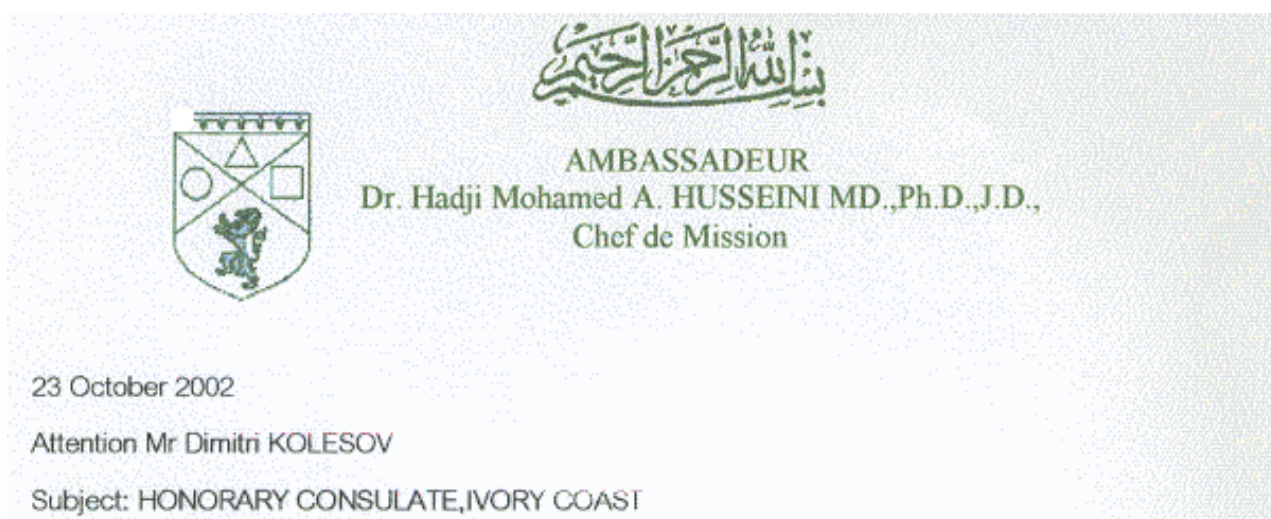 بسم الله الرحمن الرحيم
AMBASSADEUR
Dr. Hadji Mohamed A. HUSSEINI MD.,Ph.D.,J.D.,
Chef de Mission
23 October 2002
Attention Mr Dimitri KOLESOV
Subject: HONORARY CONSULATE,IVORY COAST